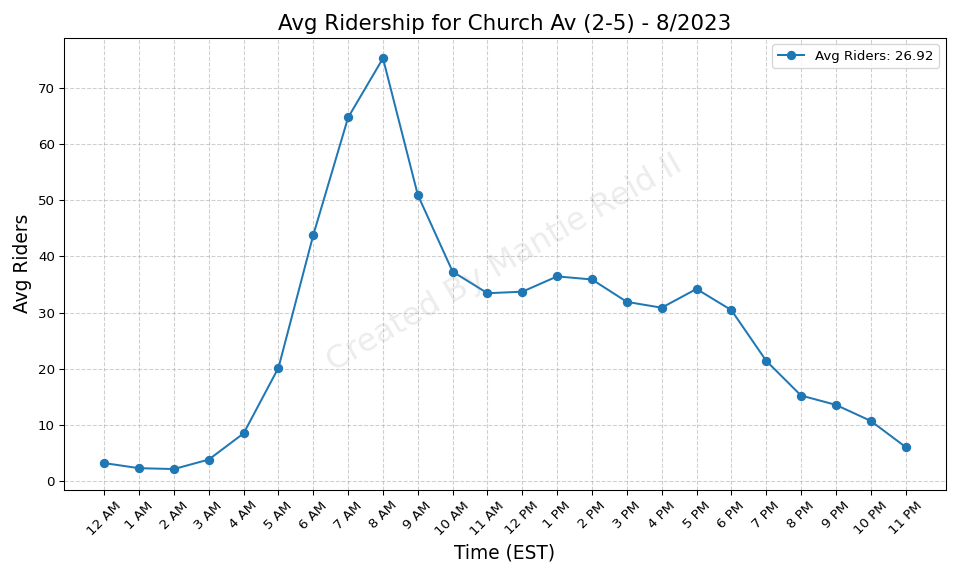 Avg Ridership for Church Av (2-5) - 8/2023
Avg Riders: 26.92
Avg Riders
70
60
50
40
30
20
10
0
Created By Mantie Reid II
12 AM
1 AM
2 AM
3 AM
4 AM
5 AM
6 AM
7 AM
8 AM
9 AM
10 AM
11 AM
12 PM
1 PM
2 PM
3 PM
4 PM
5 PM
6 PM
7 PM
8 PM
9 PM
10 PM
11 PM
Time (EST)